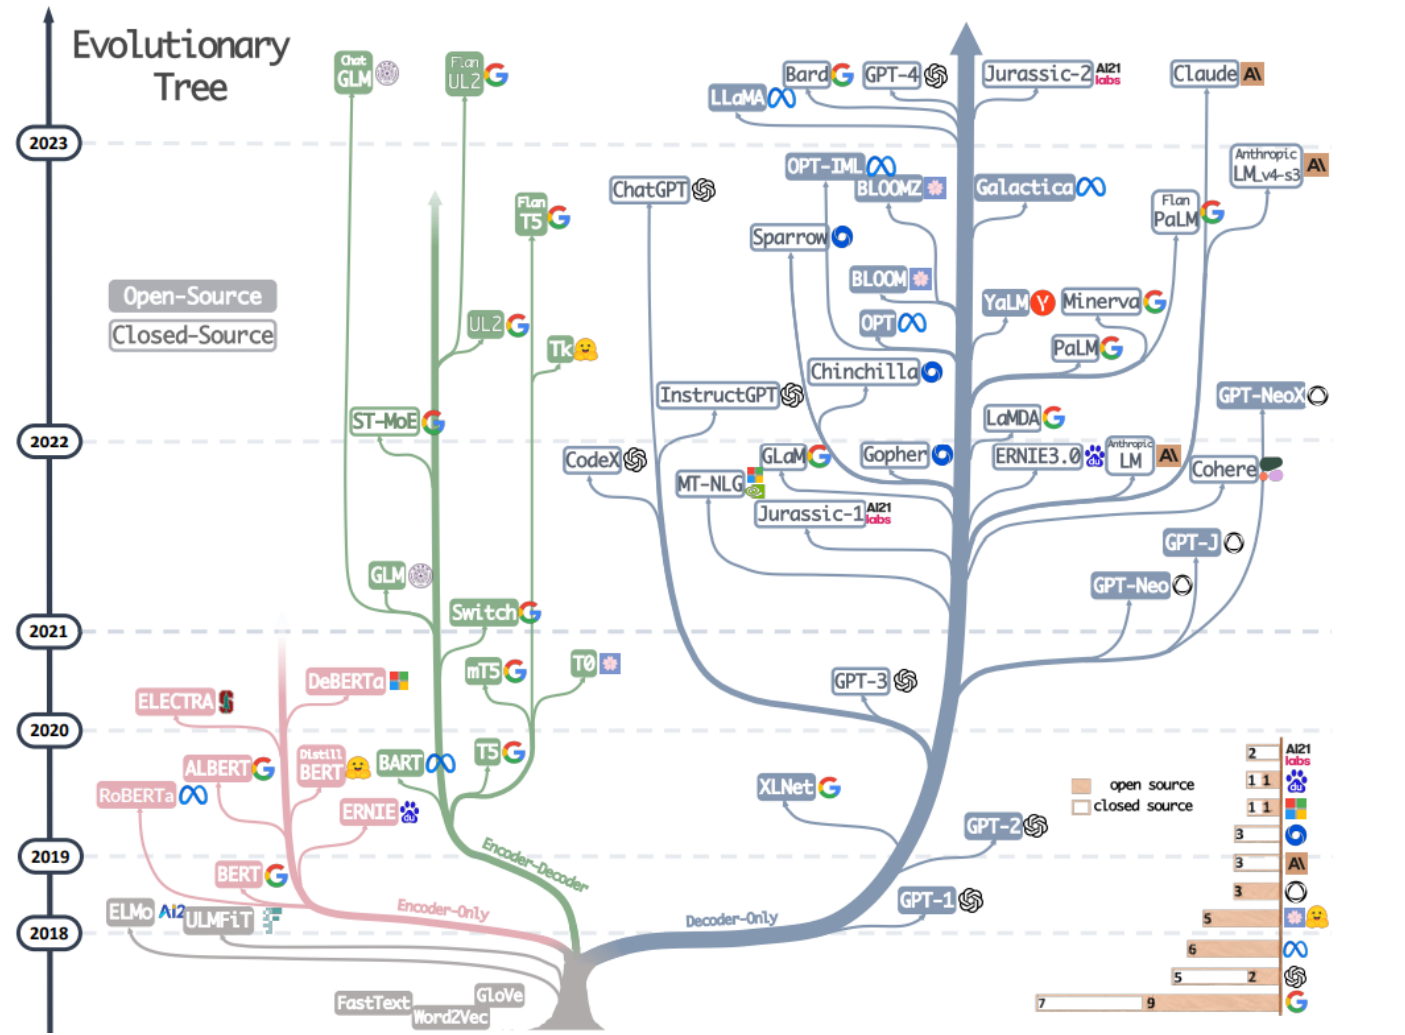 Evolutionary
Tree
2023
2022
2021
2020
2019
2018
Open-Source
Closed-Source
Chat
GLM
Flan
UL2
Flan
T5
UL2
Tk
ST-MoE
GLM
Switch
mT5
T0
DeBERTa
ELECTRA
BART
T5
Distill
BERT
ALBERT
RoBERTa
ERNIE
BERT
ELMo
Ai2
ULMFiT
Encoder-Only
Encoder-Decoder
Decoder-Only
FastText
GloVe
Word2Vec
Bard
GPT-4
Jurassic-2
AI21
labs
Claude
A\
LLaMA
Anthropic
LM_v4-s3
A\
OPT-IML
BLOOMZ
Galactica
ChatGPT
Flan
PaLM
Sparrow
BLOOM
YaLM
Y
Minerva
OPT
PaLM
Chinchilla
InstructGPT
GPT-NeoX
LaMDA
CodeX
GLaM
Gopher
ERNIE3.0
du
Anthropic
LM
A\
Cohere
MT-NLG
Jurassic-1
AI21
labs
GPT-J
GPT-Neo
GPT-3
XLNet
GPT-2
GPT-1
open source
closed source
2
AI21
labs
1 1
du
1 1
3
3
A\
3
5
6
5 2
7 9